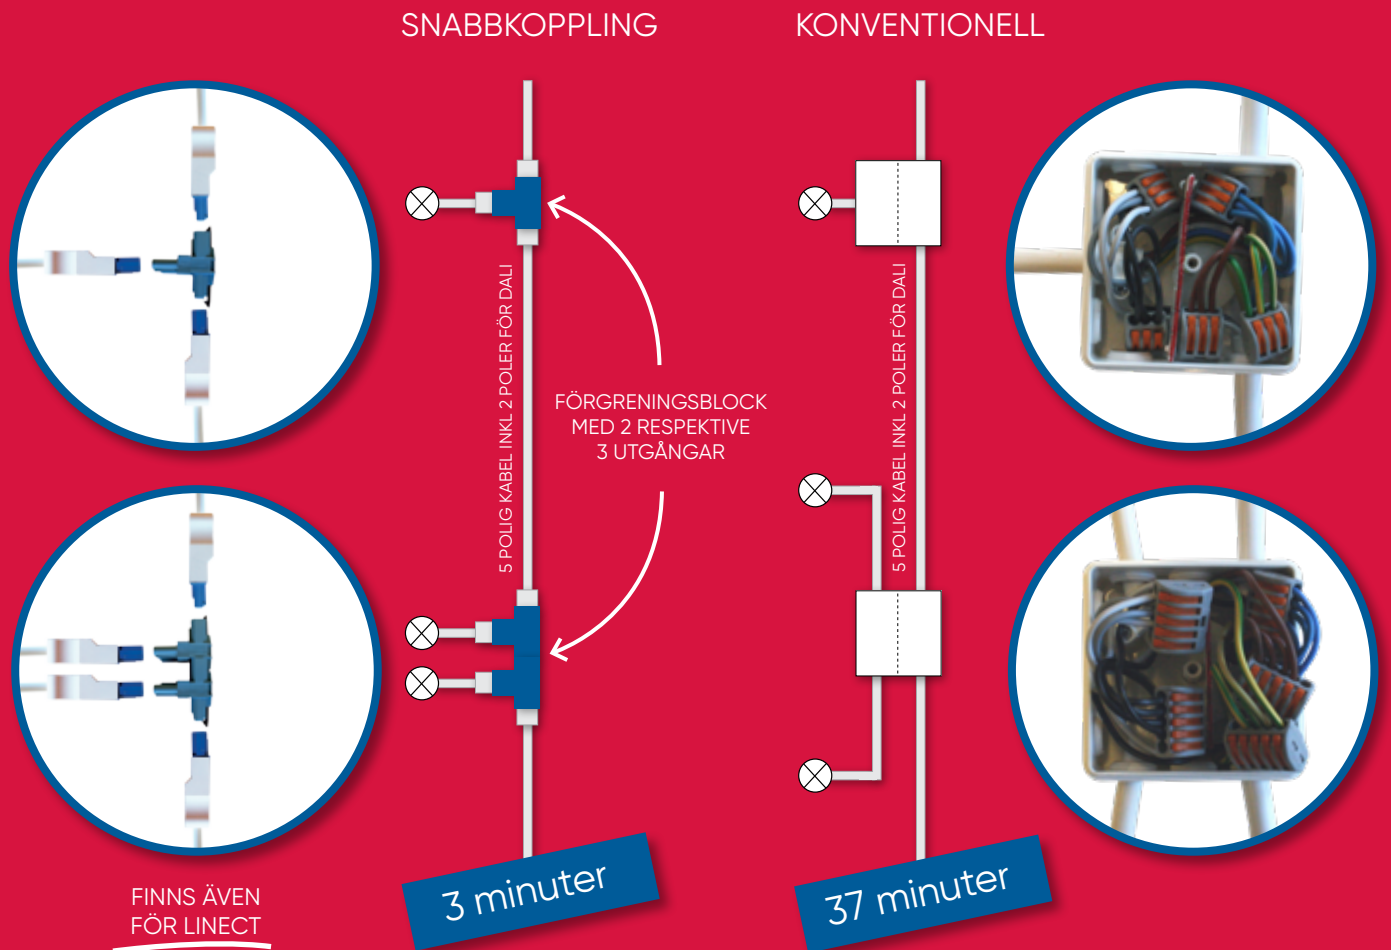 SNABBKOPPLING
KONVENTIONELL
5 POLIG KABEL INKL 2 POLER FÖR DALI
FÖRGRENINGSBLOCK
MED 2 RESPEKTIVE
3 UTGÅNGAR
5 POLIG KABEL INKL 2 POLER FÖR DALI
3 minuter
37 minuter
FINNS ÄVEN
FÖR LINECT